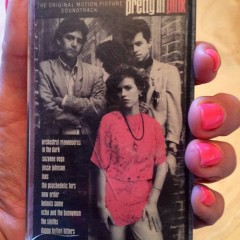 THE ORIGINAL MOTION PICTURE
SOUNDTRACK
pretty in pink
orchestral manoeuvres
in the dark
suzanne vega
jesse johnson
inxs
the psychedelic furs
new order
belouis some
echo and the bunnymen
the smiths
danny hutton hitters